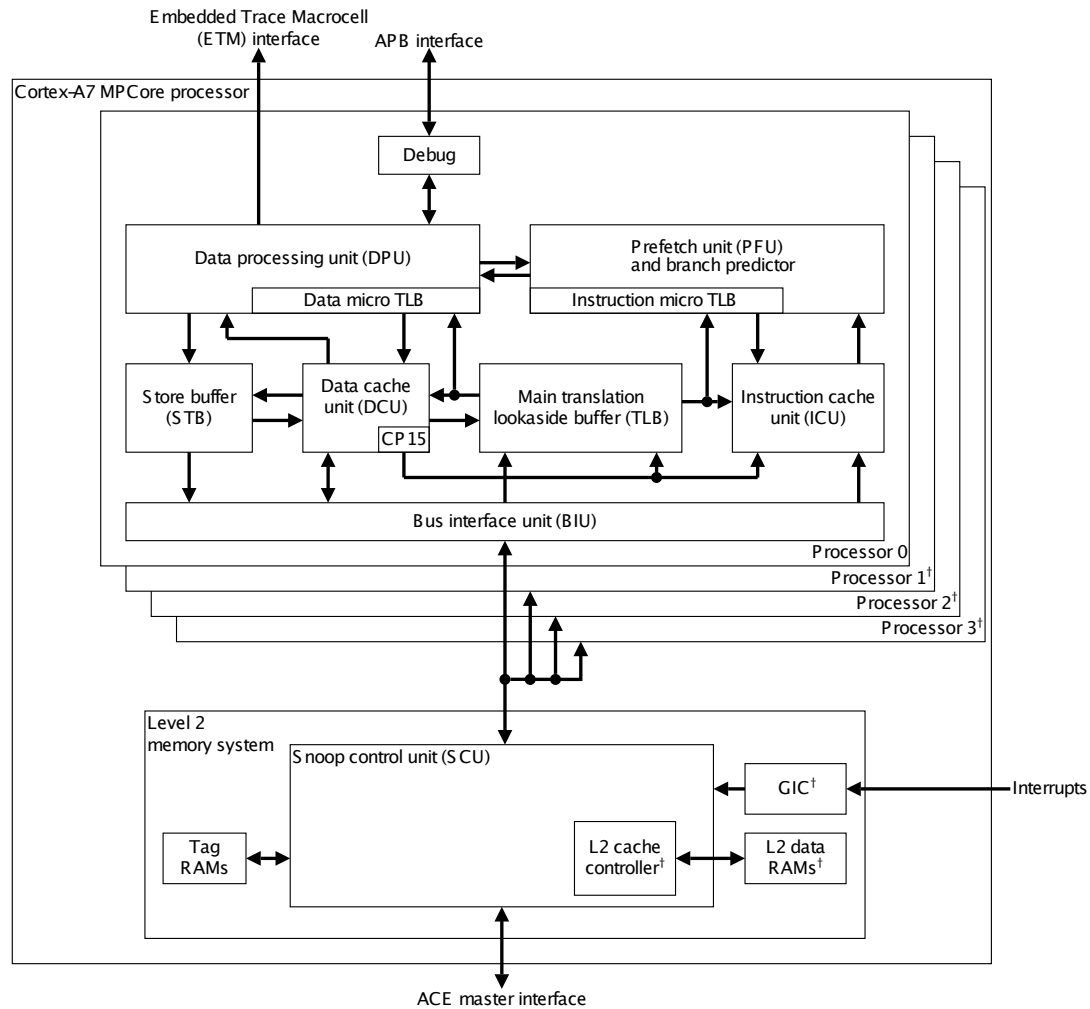 Embedded Trace Macrocell
(ETM) interface
APB interface
Cortex-A7 MPCore processor
Debug
Data processing unit (DPU)
Prefetch unit (PFU)
and branch predictor
Data micro TLB
Instruction micro TLB
Store buffer
(STB)
Data cache
unit (DCU)
CP15
Main translation
lookaside buffer (TLB)
Instruction cache
unit (ICU)
Bus interface unit (BIU)
Processor 0
Processor 1†
Processor 2†
Processor 3†
Level 2
memory system
Snoop control unit (SCU)
GIC†
Interrupts
Tag
RAMs
L2 cache
controller†
L2 data
RAMs†
ACE master interface